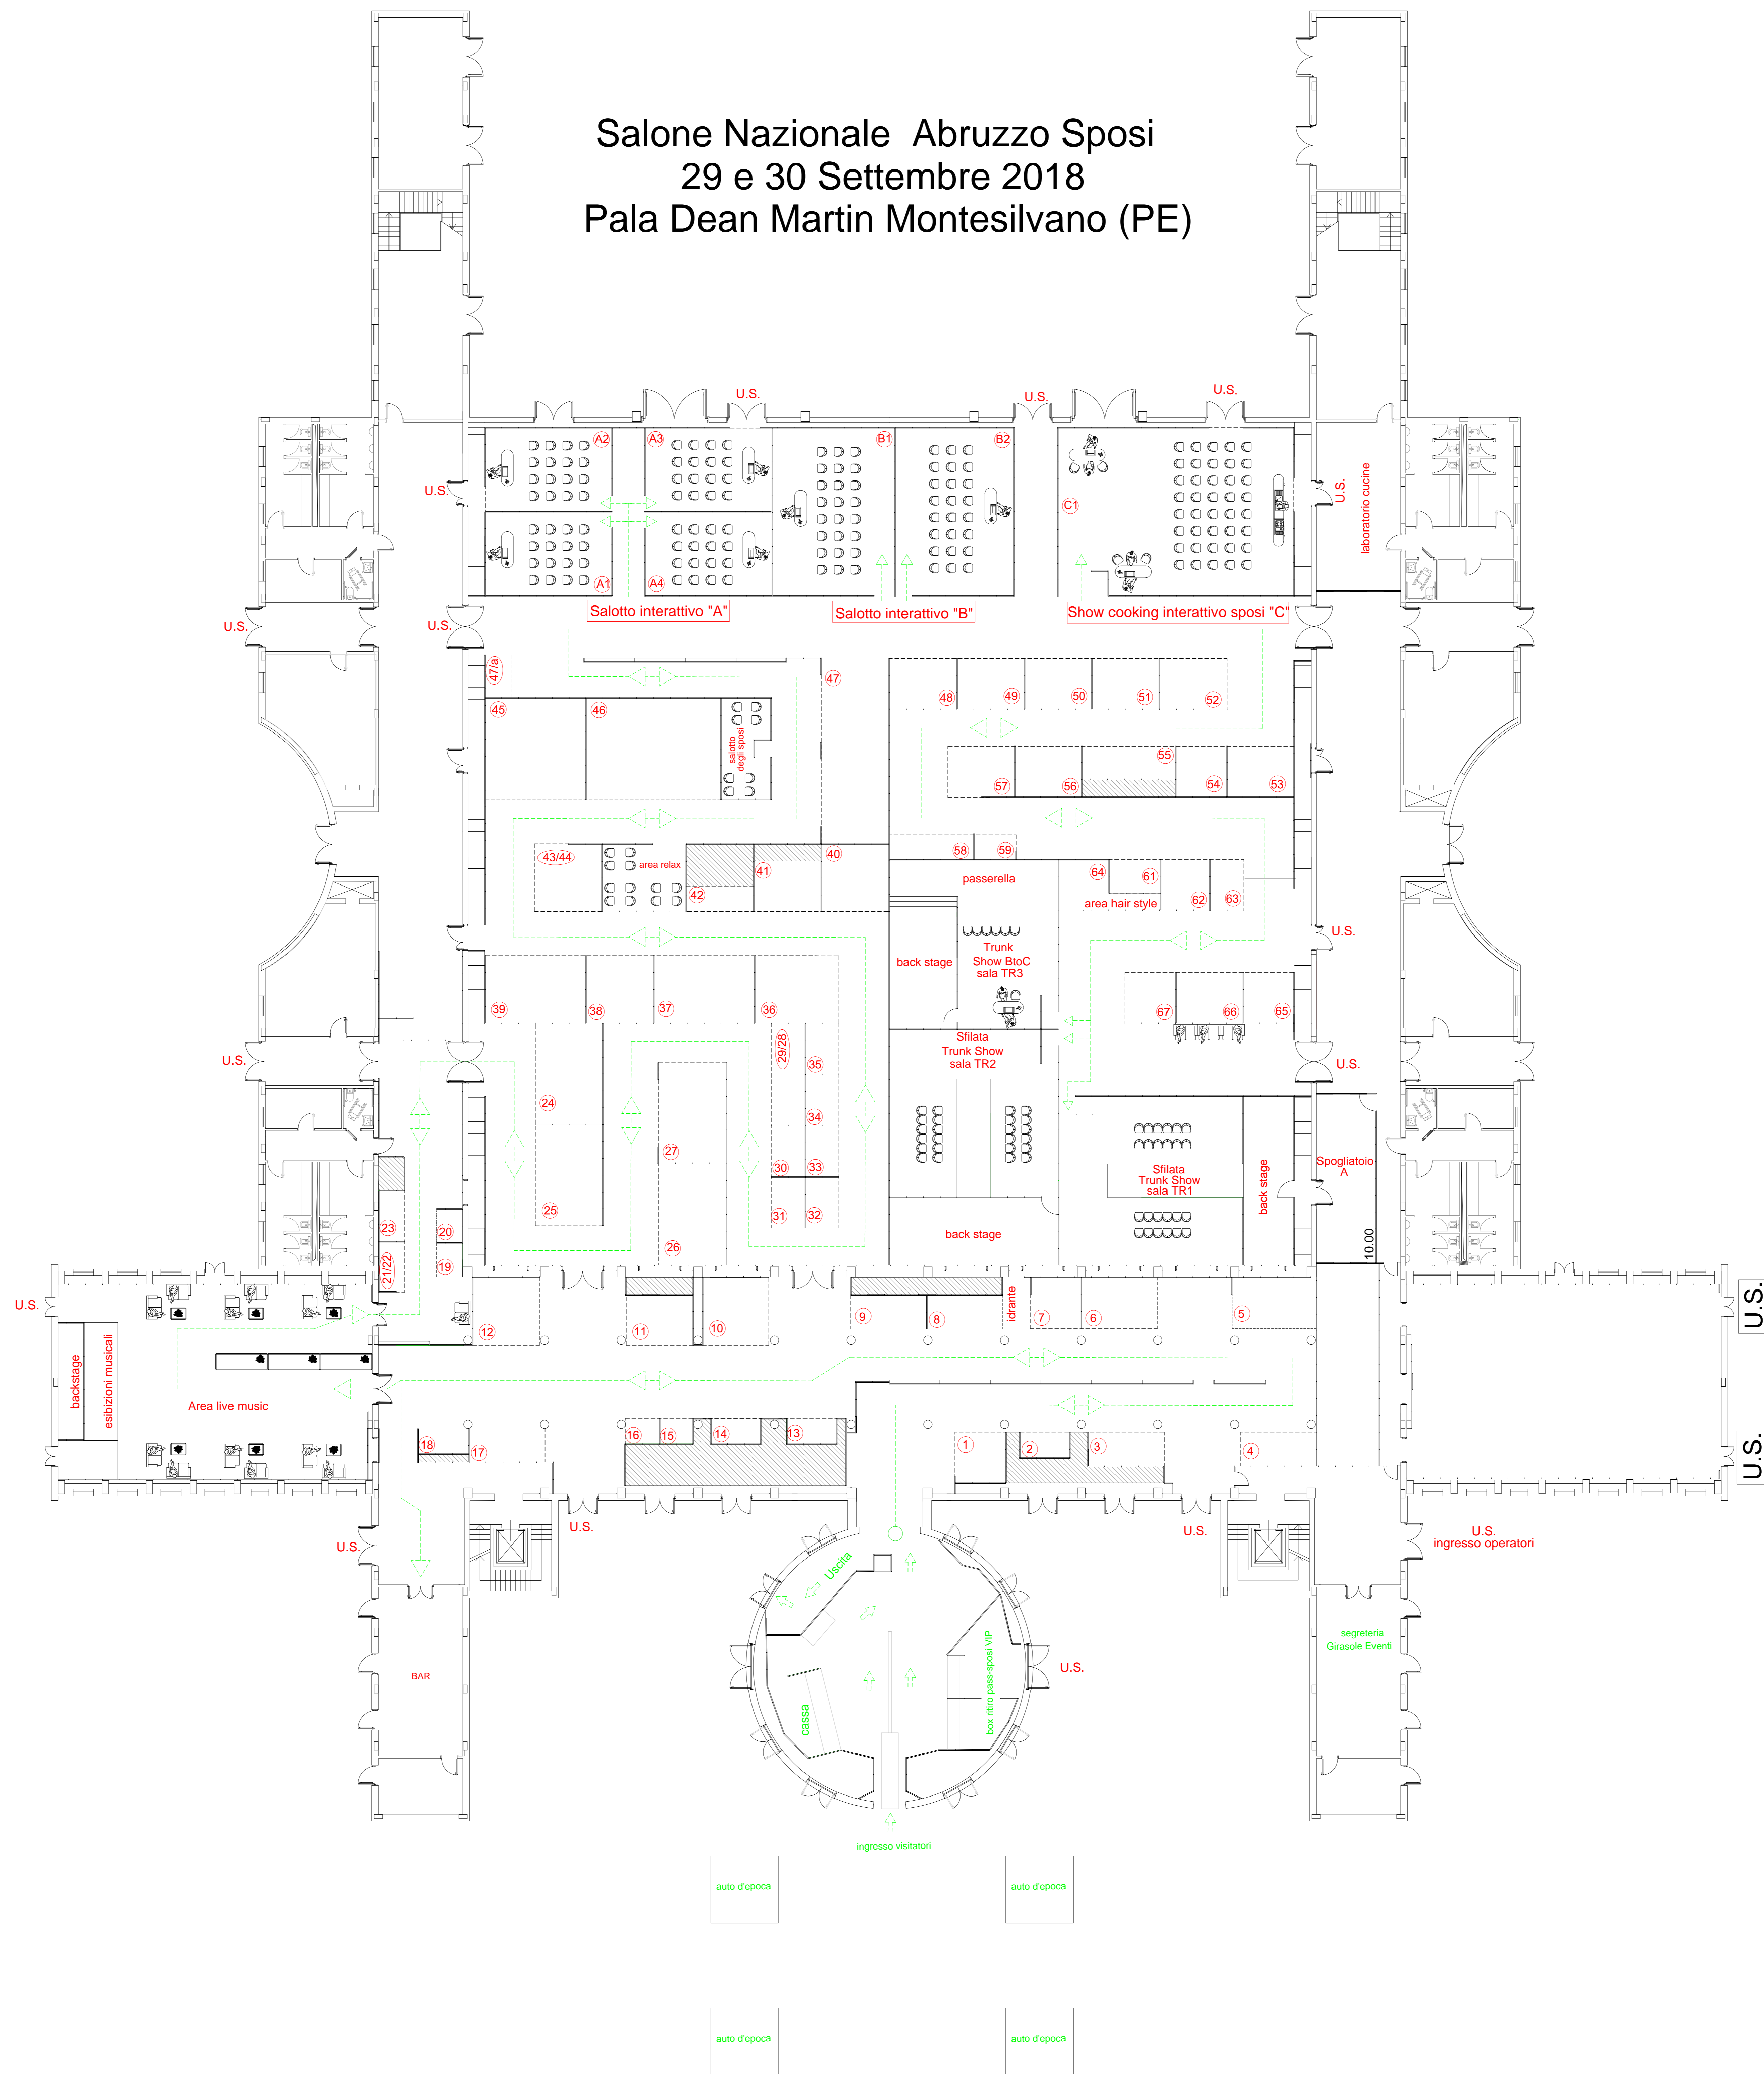 Salone Nazionale Abruzzo Sposi
29 e 30 Settembre 2018
Pala Dean Martin Montesilvano (PE)
U.S.
U.S.
U.S.
A2
A3
B1
B2
U.S.
C1
U.S.
laboratorio cucine
A1
A4
Salotto interattivo "A"
Salotto interattivo "B"
Show cooking interattivo sposi "C"
U.S.
U.S.
47/a
47
45
46
48
49
50
51
52
salotto
degli sposi
55
57
56
54
53
43/44
area relax
40
41
42
58
59
passerella
64
61
62
63
area hair style
back stage
Trunk
Show BtoC
sala TR3
U.S.
39
38
37
36
67
66
65
Sfilata
Trunk Show
sala TR2
29/28
35
U.S.
U.S.
24
34
27
30
33
25
31
32
26
Sfilata
Trunk Show
sala TR1
back stage
back stage
Spogliatoio
A
10.00
23
20
21/22
19
U.S.
12
11
10
9
8
idrante
7
6
5
U.S.
backstage
esibizioni musicali
Area live music
18
17
16
15
14
13
1
2
3
4
U.S.
U.S.
U.S.
U.S.
U.S.
ingresso operatori
Uscita
segreteria
Girasole Eventi
BAR
cassa
box ritiro pass-sposi VIP
U.S.
ingresso visitatori
auto d'epoca
auto d'epoca
auto d'epoca
auto d'epoca